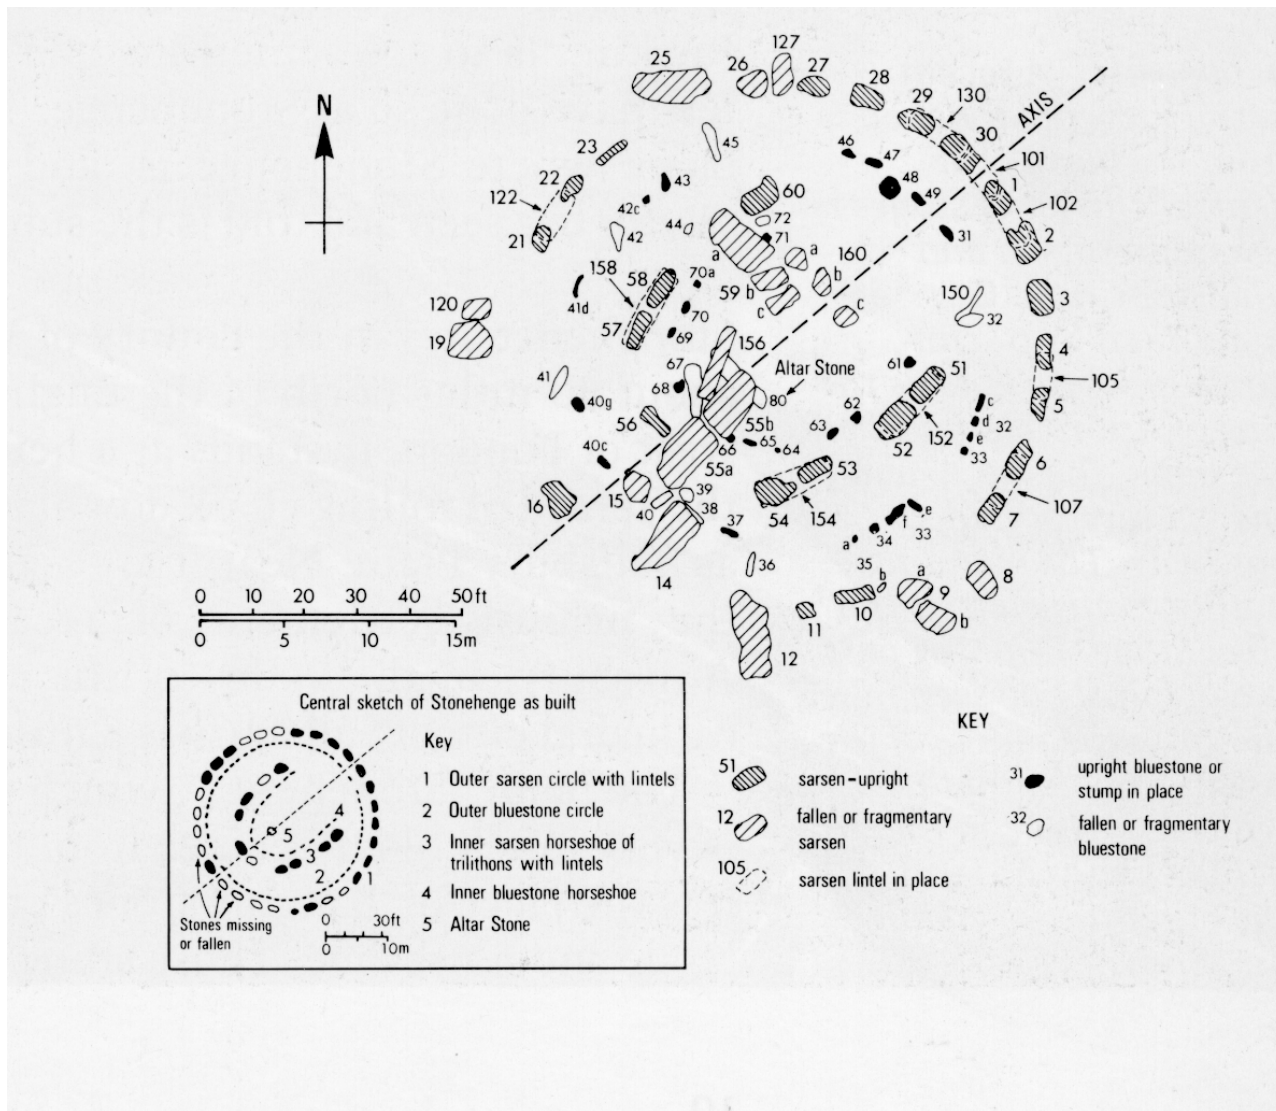 127
25
26
27
28
29
130
30
AXIS
N
45
46
47
101
23
48
1
22
43
60
49
102
122
42c
72
31
2
21
42
44
71
a
a
160
158
58
70a
b
59
b
150
3
41d
c
c
120
70
32
57
69
156
4
19
67
61
51
Altar Stone
105
41
68
80
c
5
40g
62
d
32
56
55b
63
52
152
e
66
65
64
33
6
40c
53
55a
39
e
107
15
54
154
f
7
16
40
38
37
33
34
a
36
35
b
a
8
14
9
b
10
11
12
0 10 20 30 40 50 ft
0 5 10 15m
Central sketch of Stonehenge as built
Key
1 Outer sarsen circle with lintels
2 Outer bluestone circle
3 Inner sarsen horseshoe of
trilithons with lintels
4 Inner bluestone horseshoe
5 Altar Stone
4
5
3
2
1
Stones missing
or fallen
0 30ft
0 10m
KEY
51 sarsen-upright
12 fallen or fragmentary
sarsen
105 sarsen lintel in place
31 upright bluestone or
stump in place
32 fallen or fragmentary
bluestone